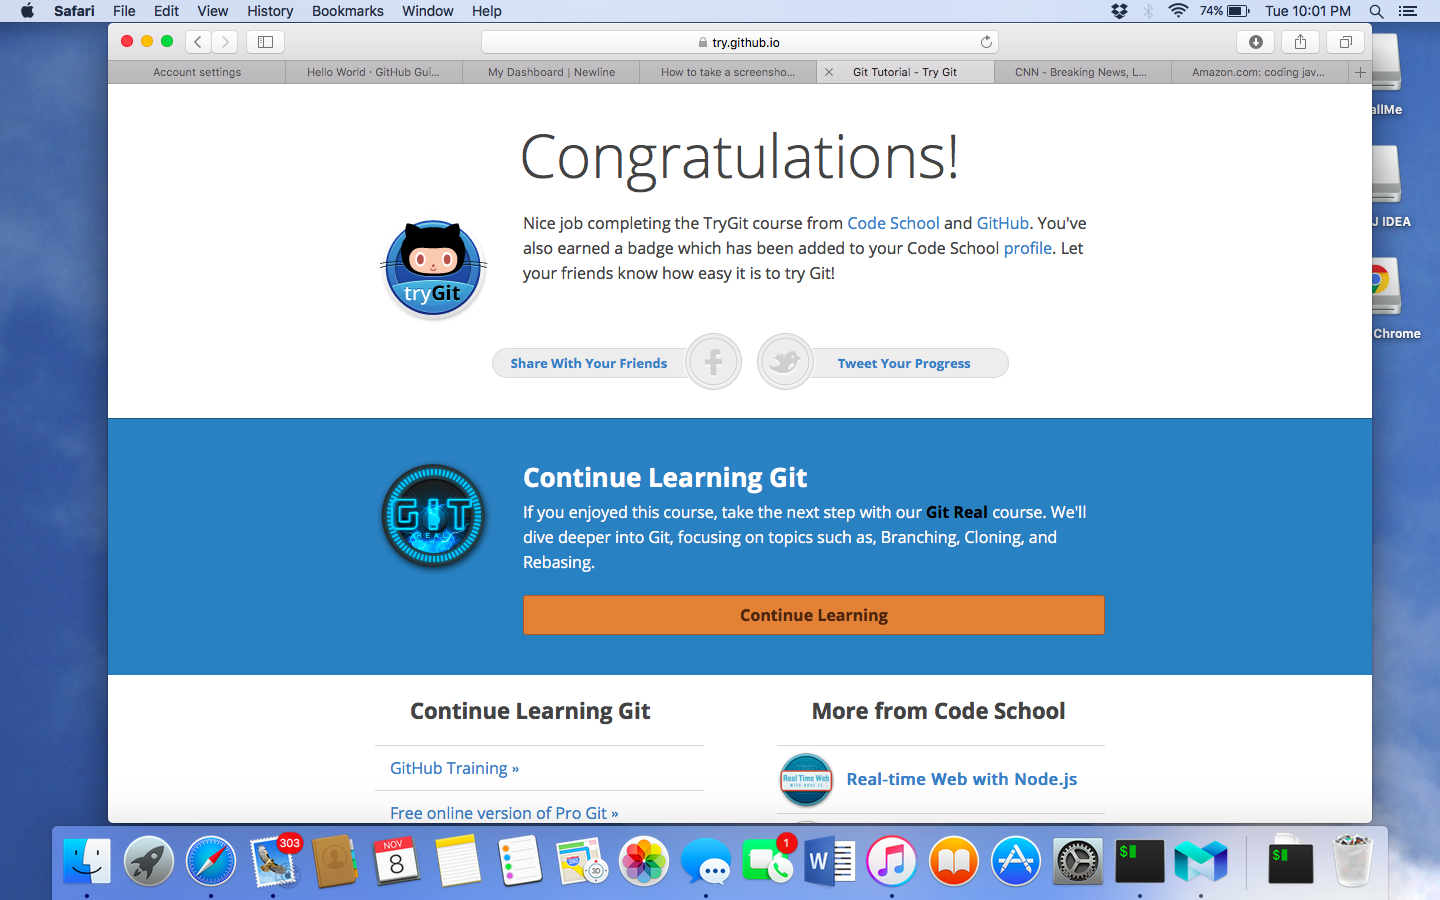 Safari File Edit View History Bookmarks Window Help 74% Tue 10:01 PM
try.github.io
Account settings Hello World · GitHub Gui... My Dashboard | Newline How to take a screensho... Git Tutorial - Try Git CNN - Breaking News, L... Amazon.com: coding jav...
allMe
J IDEA
Chrome
Congratulations!
Nice job completing the TryGit course from Code School and GitHub. You've
also earned a badge which has been added to your Code School profile. Let
your friends know how easy it is to try Git!
tryGit
Share With Your Friends Tweet Your Progress
GIT
REAL
Continue Learning Git
If you enjoyed this course, take the next step with our Git Real course. We'll
dive deeper into Git, focusing on topics such as, Branching, Cloning, and
Rebasing.
Continue Learning
Continue Learning Git
GitHub Training »
Free online version of Pro Git »
More from Code School
Real Time Web
WITH NODE.JS
Real-time Web with Node.js
303
NOV
8
3D
1
W
$
$